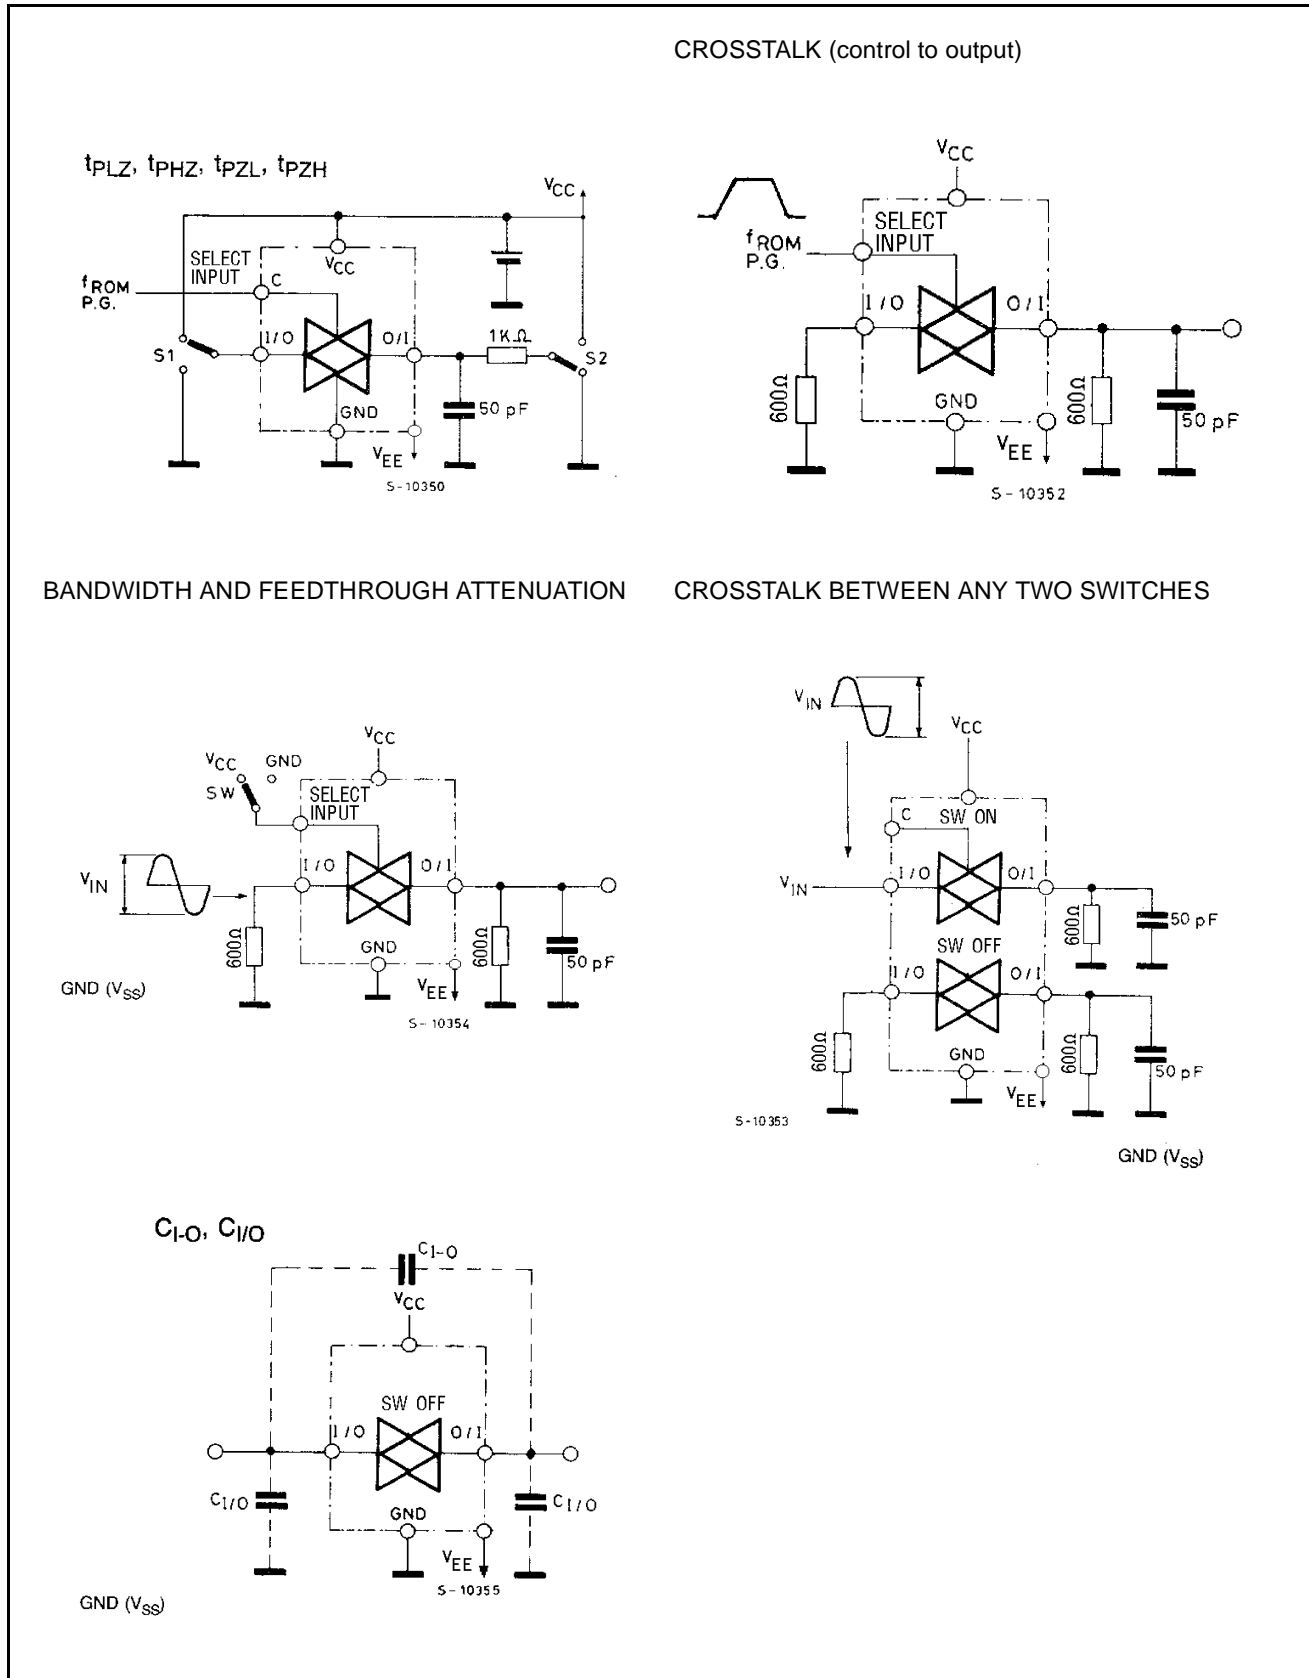 CROSSTALK (control to output)
tPLZ, tPHZ, tPZL, tPZH
VCC
SELECT
INPUT
VCC
C
fROM
P.G.
I/O
O/I
1KΩ
S1
S2
GND
50 pF
VEE
S-10350
VCC
SELECT
INPUT
fROM
P.G.
I/O
O/I
600Ω
GND
600Ω
50 pF
VEE
S-10352
BANDWIDTH AND FEEDTHROUGH ATTENUATION
VCC
VCC
GND
SW
SELECT
INPUT
I/O
O/I
VIN
600Ω
GND
600Ω
50 pF
VEE
GND (VSS)
S-10354
CROSSTALK BETWEEN ANY TWO SWITCHES
VIN
VCC
C
SW ON
I/O
O/I
VIN
600Ω
50 pF
SW OFF
I/O
O/I
600Ω
GND
600Ω
50 pF
VEE
S-10353
GND (VSS)
CI-O, CI/O
CI-O
VCC
SW OFF
I/O
O/I
CI/O
GND
CI/O
VEE
S-10355
GND (VSS)